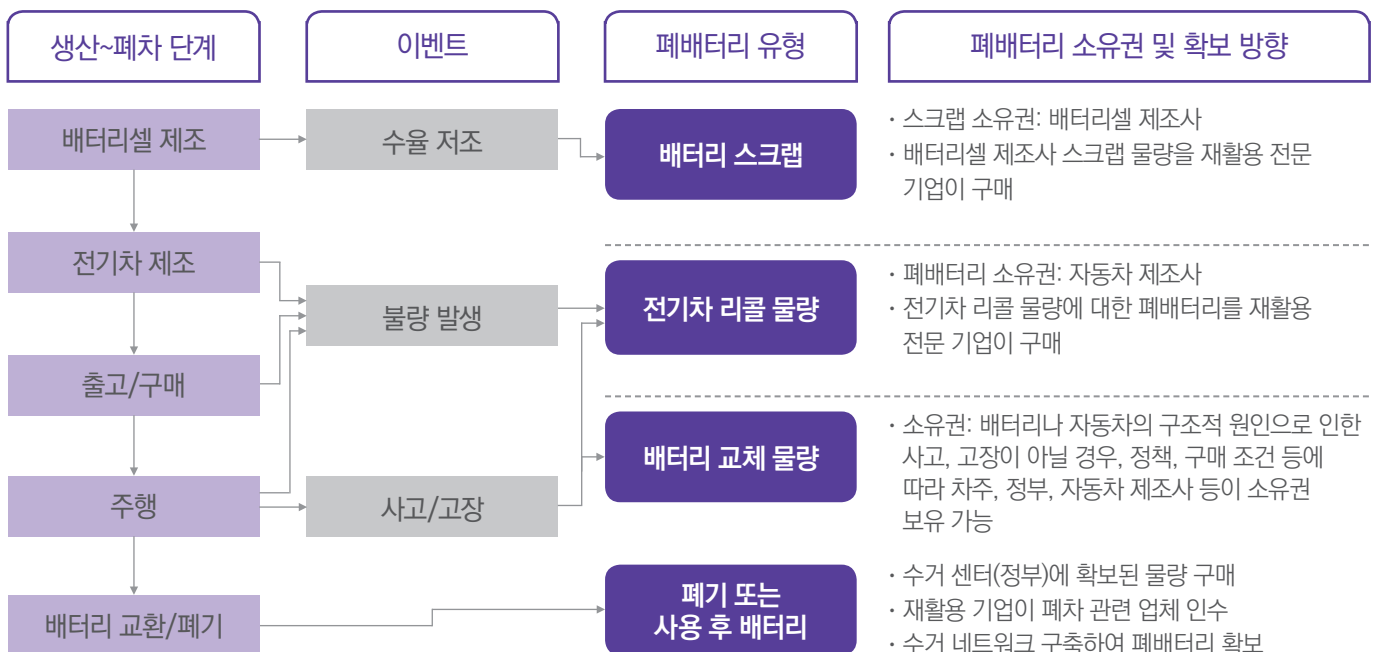 생산~폐차 단계
이벤트
폐배터리 유형
폐배터리 소유권 및 확보 방향
배터리셀 제조
수율 저조
배터리 스크랩
· 스크랩 소유권: 배터리셀 제조사
· 배터리셀 제조사 스크랩 물량을 재활용 전문
기업이 구매
전기차 제조
불량 발생
전기차 리콜 물량
· 폐배터리 소유권: 자동차 제조사
· 전기차 리콜 물량에 대한 폐배터리를 재활용
전문 기업이 구매
출고/구매
주행
사고/고장
배터리 교체 물량
· 소유권: 배터리나 자동차의 구조적 원인으로 인한
사고, 고장이 아닐 경우, 정책, 구매 조건 등에
따라 차주, 정부, 자동차 제조사 등이 소유권
보유 가능
배터리 교환/폐기
폐기 또는
사용 후 배터리
· 수거 센터(정부)에 확보된 물량 구매
· 재활용 기업이 폐차 관련 업체 인수
· 수거 네트워크 구축하여 폐배터리 확보